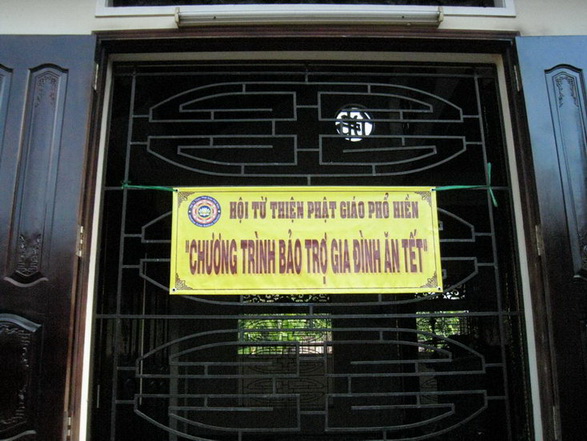 HỘI TỪ THIỆN PHẬT GIÁO PHỔ HIỀN
"CHƯƠNG TRÌNH BẢO TRỢ GIA ĐÌNH ĂN TẾT"